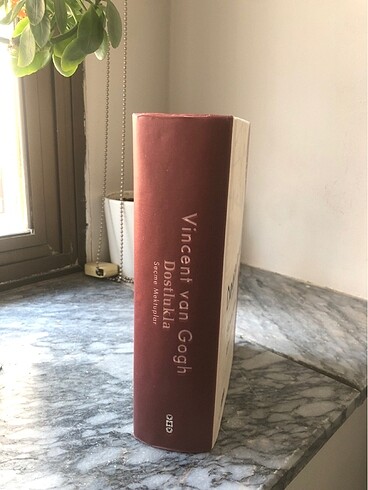 Vincent van Gogh
Dostlukla
Seçme Mektuplar